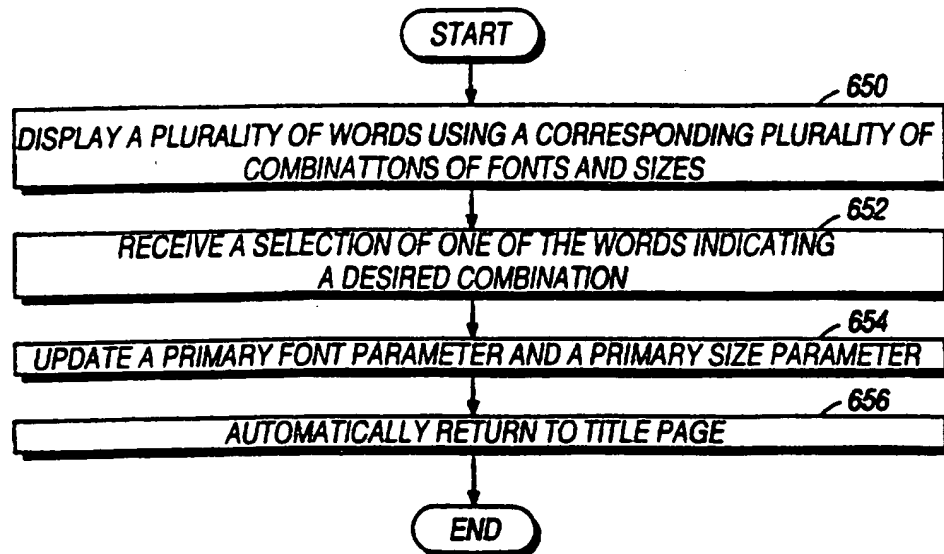 START
650
DISPLAY A PLURALITY OF WORDS USING A CORRESPONDING PLURALITY OF
COMBINATTONS OF FONTS AND SIZES
652
RECEIVE A SELECTION OF ONE OF THE WORDS INDICATING
A DESIRED COMBINATION
654
UPDATE A PRIMARY FONT PARAMETER AND A PRIMARY SIZE PARAMETER
656
AUTOMATICALLY RETURN TO TITLE PAGE
END